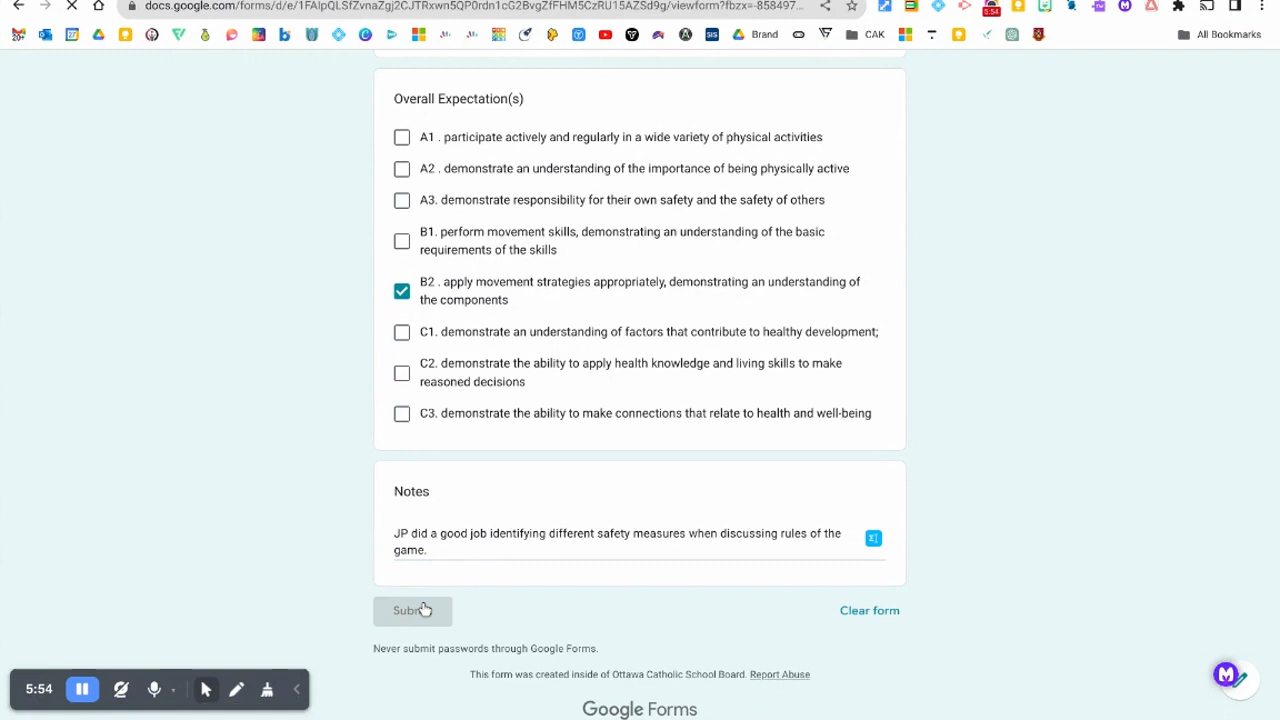 docs.google.com/forms/d/e/1FAIpQLSfZvnaZgj2CJTRxwn5QP0rdn1cG2BvgZfFHM5CzRU15AZSd9g/viewform?fbzx=-858497...
5:54
Brand
SIS
CAK
All Bookmarks
Overall Expectation(s)
A1 . participate actively and regularly in a wide variety of physical activities
A2 . demonstrate an understanding of the importance of being physically active
A3. demonstrate responsibility for their own safety and the safety of others
B1. perform movement skills, demonstrating an understanding of the basic
requirements of the skills
B2 . apply movement strategies appropriately, demonstrating an understanding of
the components
C1. demonstrate an understanding of factors that contribute to healthy development;
C2. demonstrate the ability to apply health knowledge and living skills to make
reasoned decisions
C3. demonstrate the ability to make connections that relate to health and well-being
Notes
JP did a good job identifying different safety measures when discussing rules of the
game.
Submit
Clear form
Never submit passwords through Google Forms.
This form was created inside of Ottawa Catholic School Board. Report Abuse
5:54
Google Forms